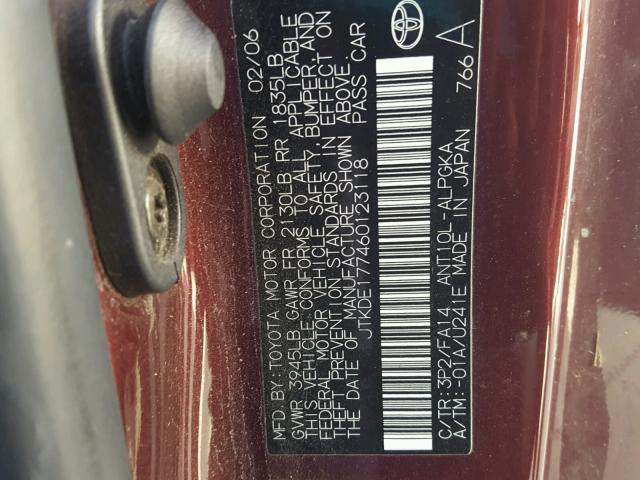 MFD.BY:TOYOTA MOTOR CORPORATION 02/06
GVWR 3945LB GAWR FR 2130LB RR 1835LB
THIS VEHICLE CONFORMS TO ALL APPLICABLE
FEDERAL MOTOR VEHICLE SAFETY, BUMPER, AND
THEFT PREVENTION STANDARDS IN EFFECT ON
THE DATE OF MANUFACTURE SHOWN ABOVE.
JTKDE177460123118 PASS CAR
C/TR:3P2/FA14 ANT10L-ALPGKA
A/TM:-01A/U241E MADE IN JAPAN 766 A